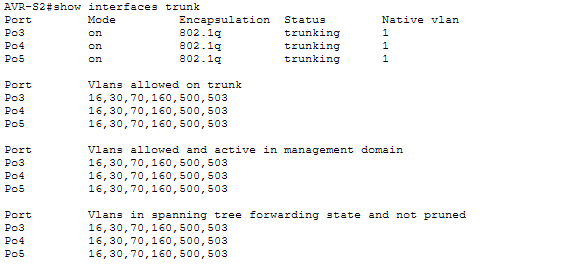 AVR-S2#show interfaces trunk
Port        Mode             Encapsulation  Status        Native vlan
Po3         on               802.1q         trunking      1
Po4         on               802.1q         trunking      1
Po5         on               802.1q         trunking      1

Port        Vlans allowed on trunk
Po3         16,30,70,160,500,503
Po4         16,30,70,160,500,503
Po5         16,30,70,160,500,503

Port        Vlans allowed and active in management domain
Po3         16,30,70,160,500,503
Po4         16,30,70,160,500,503
Po5         16,30,70,160,500,503

Port        Vlans in spanning tree forwarding state and not pruned
Po3         16,30,70,160,500,503
Po4         16,30,70,160,500,503
Po5         16,30,70,160,500,503